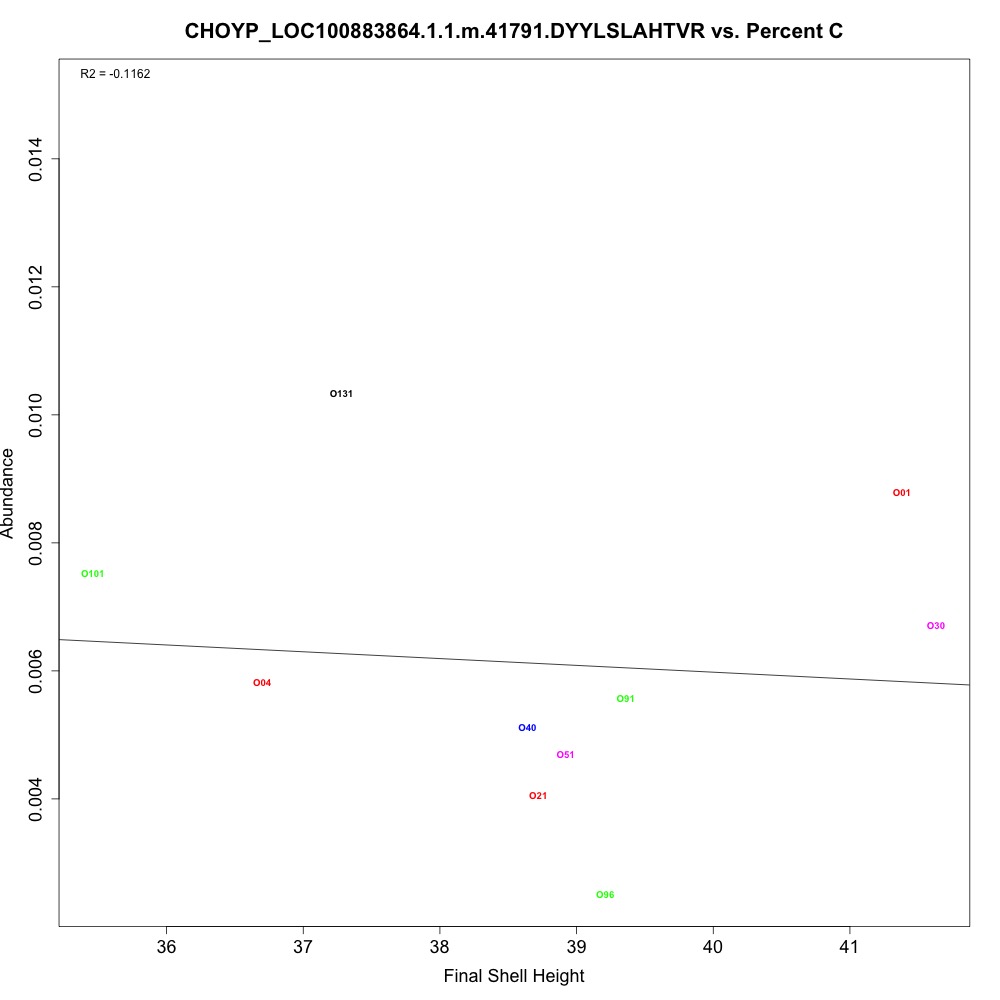 CHOYP_LOC100883864.1.1.m.41791.DYYLSLAHTVR vs. Percent C
R2 = -0.1162
0.014
0.012
O131
0.010
O01
0.008
O101
O30
0.006
O04
O91
O40
O51
0.004
O21
O96
Abundance
36 37 38 39 40 41
Final Shell Height